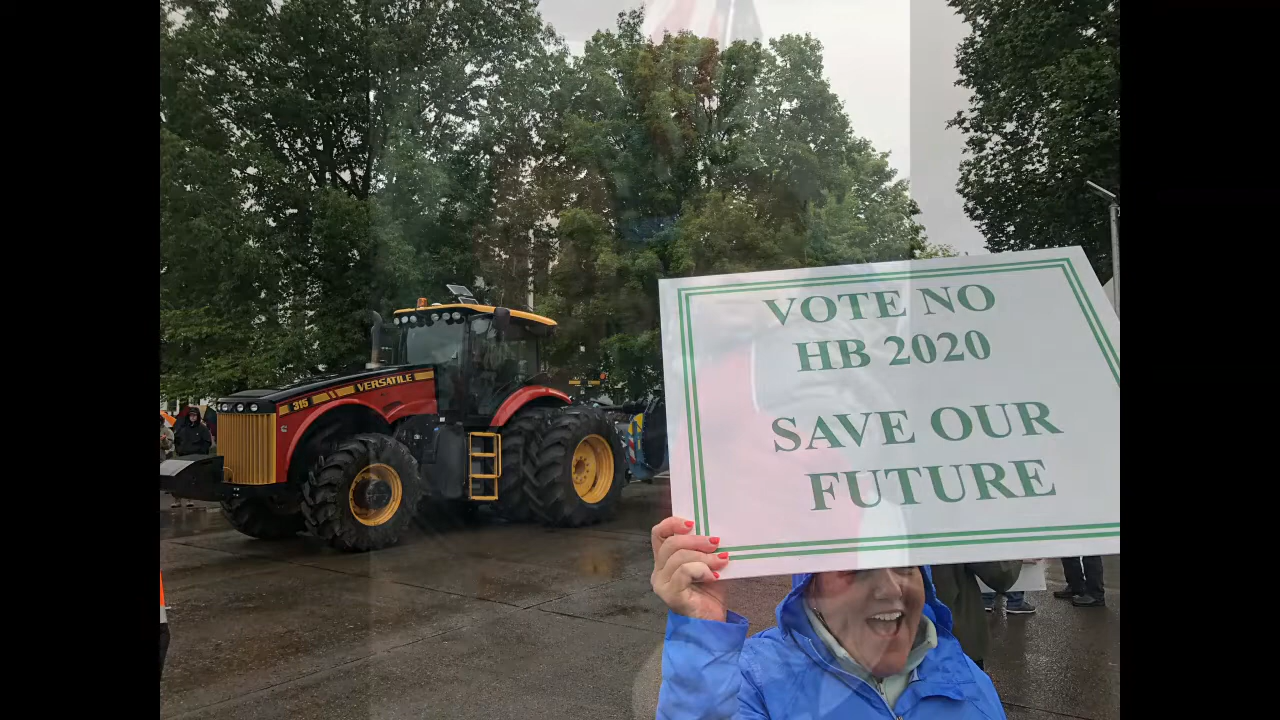 VOTE NO
HB 2020
SAVE OUR
FUTURE
315 VERSATILE